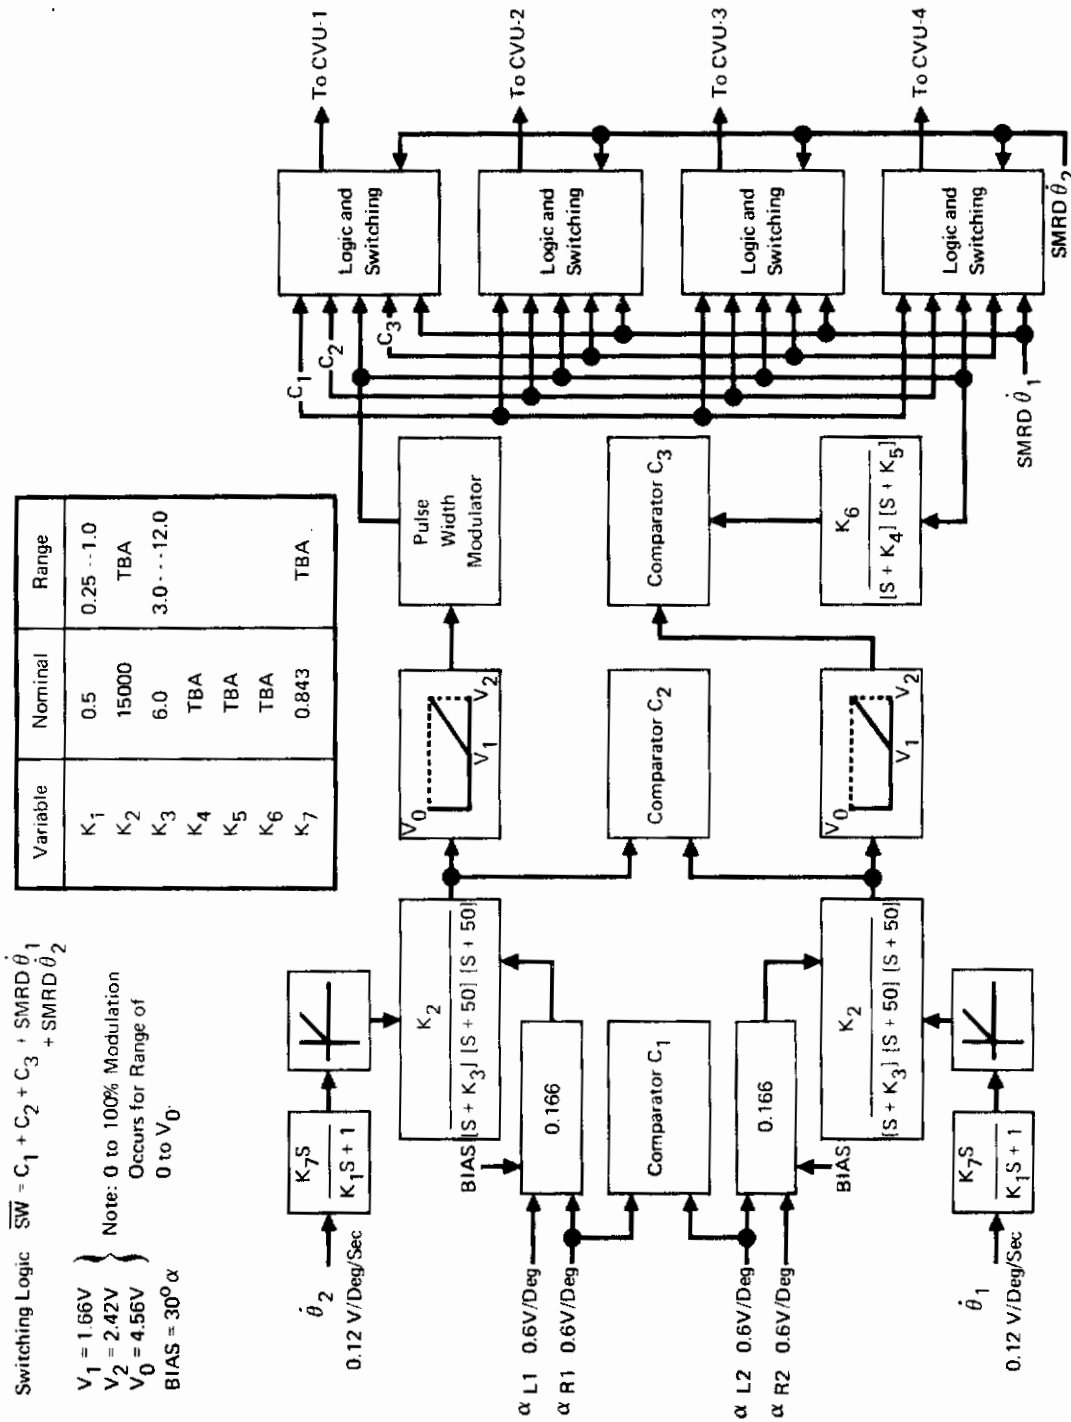 Switching Logic SW = C1 + C2 + C3 + SMRD θ̇1
+ SMRD θ̇2
V1 = 1.66V
V2 = 2.42V
V0 = 4.56V
Note: 0 to 100% Modulation
Occurs for Range of
0 to V0.
BIAS = 30° α
Variable Nominal Range
K1 0.5 0.25 - - 1.0
K2 15000 TBA
K3 6.0 3.0 - - - 12.0
K4 TBA
K5 TBA
K6 TBA
K7 0.843 TBA
θ̇2
0.12 V/Deg/Sec
K7S
K1S + 1
K2
[S + K3] [S + 50] [S + 50]
V0
V1
V2
Pulse
Width
Modulator
BIAS
0.166
α L1 0.6V/Deg
α R1 0.6V/Deg
Comparator C1
Comparator C2
Comparator C3
α L2 0.6V/Deg
α R2 0.6V/Deg
0.166
BIAS
K2
[S + K3] [S + 50] [S + 50]
V0
V1
V2
K6
[S + K4] [S + K5]
θ̇1
0.12 V/Deg/Sec
K7S
K1S + 1
C1
C2
C3
Logic and
Switching
To CVU-1
Logic and
Switching
To CVU-2
Logic and
Switching
To CVU-3
Logic and
Switching
To CVU-4
SMRD θ̇1
SMRD θ̇2